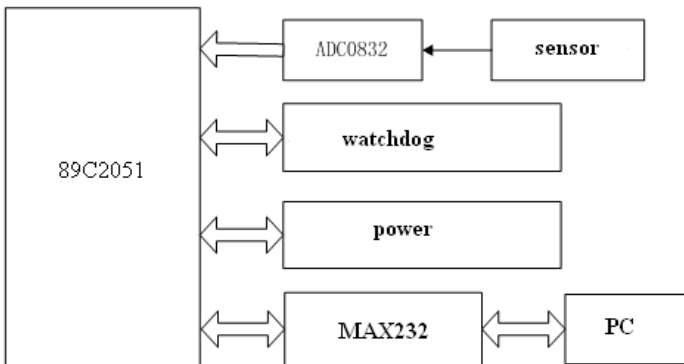 ADC0832
sensor
watchdog
89C2051
power
MAX232
PC